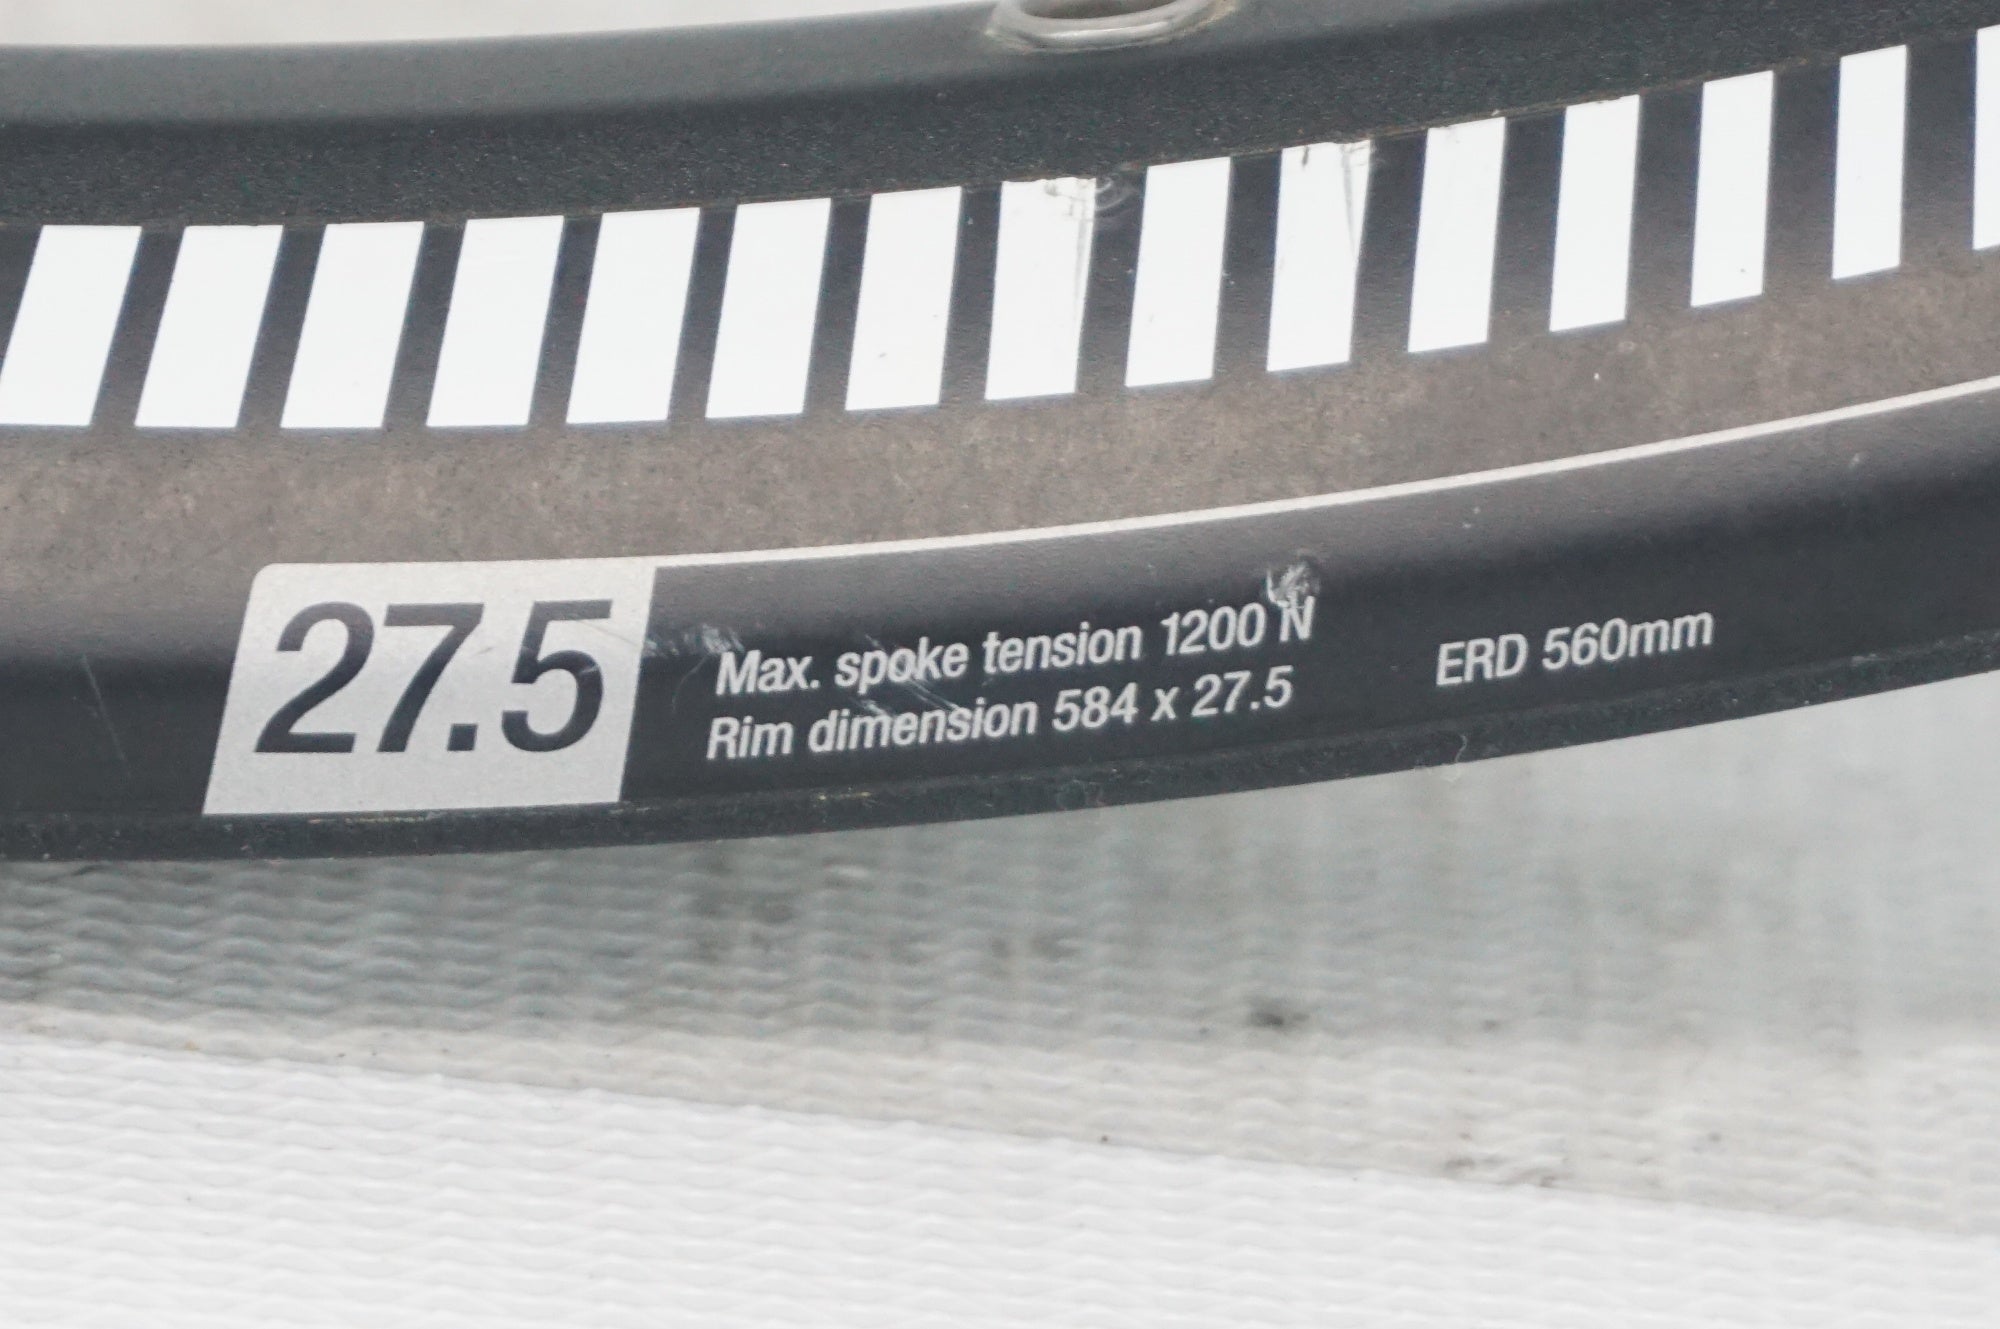 27.5
Max. spoke tension 1200 N
Rim dimension 584 x 27.5
ERD 560mm